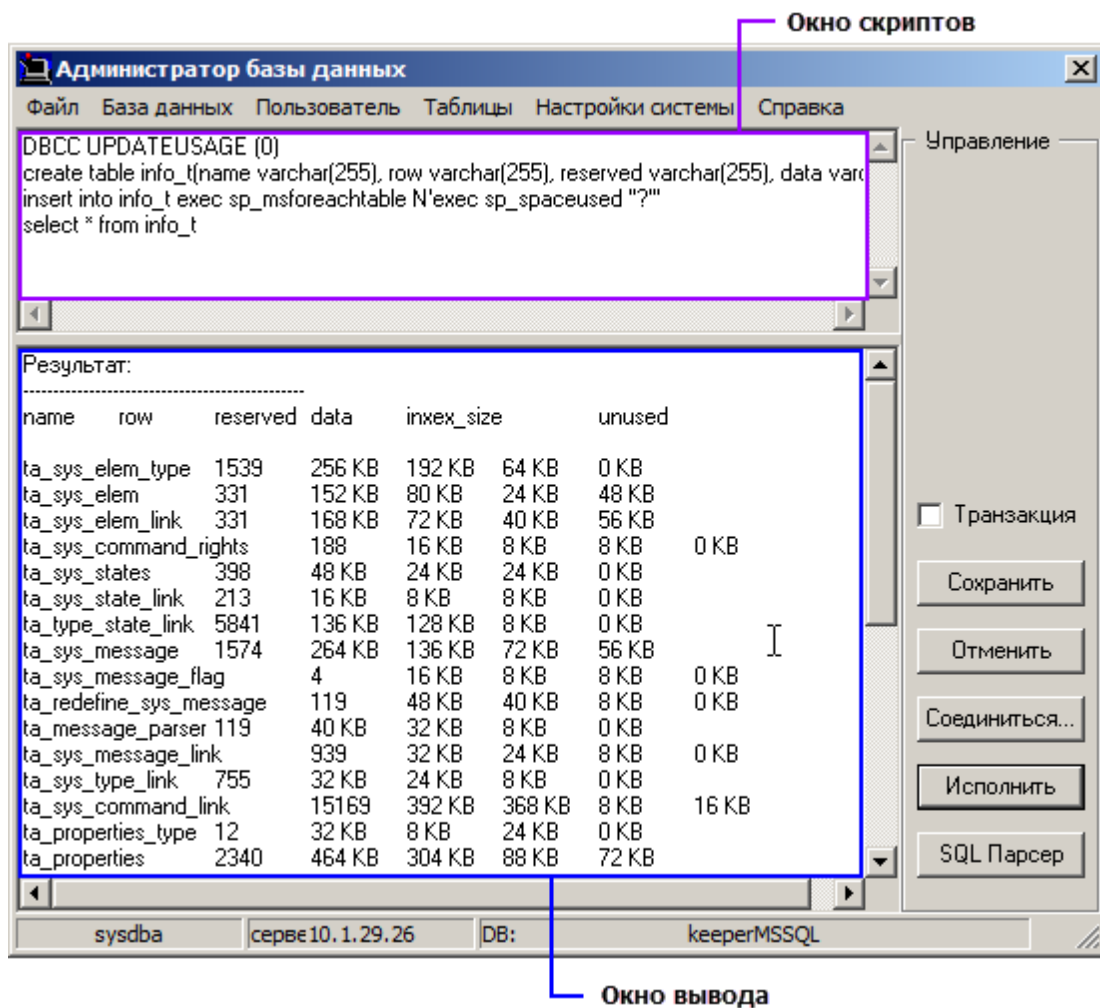 Окно скриптов
Администратор базы данных
Файл База данных Пользователь Таблицы Настройки системы Справка
DBCC UPDATEUSAGE (0)
create table info_t(name varchar(255), row varchar(255), reserved varchar(255), data varc
insert into info_t exec sp_msforeachtable N'exec sp_spaceused "?"'
select * from info_t
Управление
Результат:
--------------------------------------------
name row reserved data inxex_size unused
ta_sys_elem_type 1539 256 KB 192 KB 64 KB 0 KB
ta_sys_elem 331 152 KB 80 KB 24 KB 48 KB
ta_sys_elem_link 331 168 KB 72 KB 40 KB 56 KB
ta_sys_command_rights 188 16 KB 8 KB 8 KB 0 KB
ta_sys_states 398 48 KB 24 KB 24 KB 0 KB
ta_sys_state_link 213 16 KB 8 KB 8 KB 0 KB
ta_type_state_link 5841 136 KB 128 KB 8 KB 0 KB
ta_sys_message 1574 264 KB 136 KB 72 KB 56 KB
ta_sys_message_flag 4 16 KB 8 KB 8 KB 0 KB
ta_redefine_sys_message 119 48 KB 40 KB 8 KB 0 KB
ta_message_parser 119 40 KB 32 KB 8 KB 0 KB
ta_sys_message_link 939 32 KB 24 KB 8 KB 0 KB
ta_sys_type_link 755 32 KB 24 KB 8 KB 0 KB
ta_sys_command_link 15169 392 KB 368 KB 8 KB 16 KB
ta_properties_type 12 32 KB 8 KB 24 KB 0 KB
ta_properties 2340 464 KB 304 KB 88 KB 72 KB
Транзакция
Сохранить
Отменить
Соединиться...
Исполнить
SQL Парсер
sysdba серве10.1.29.26 DB: keeperMSSQL
Окно вывода